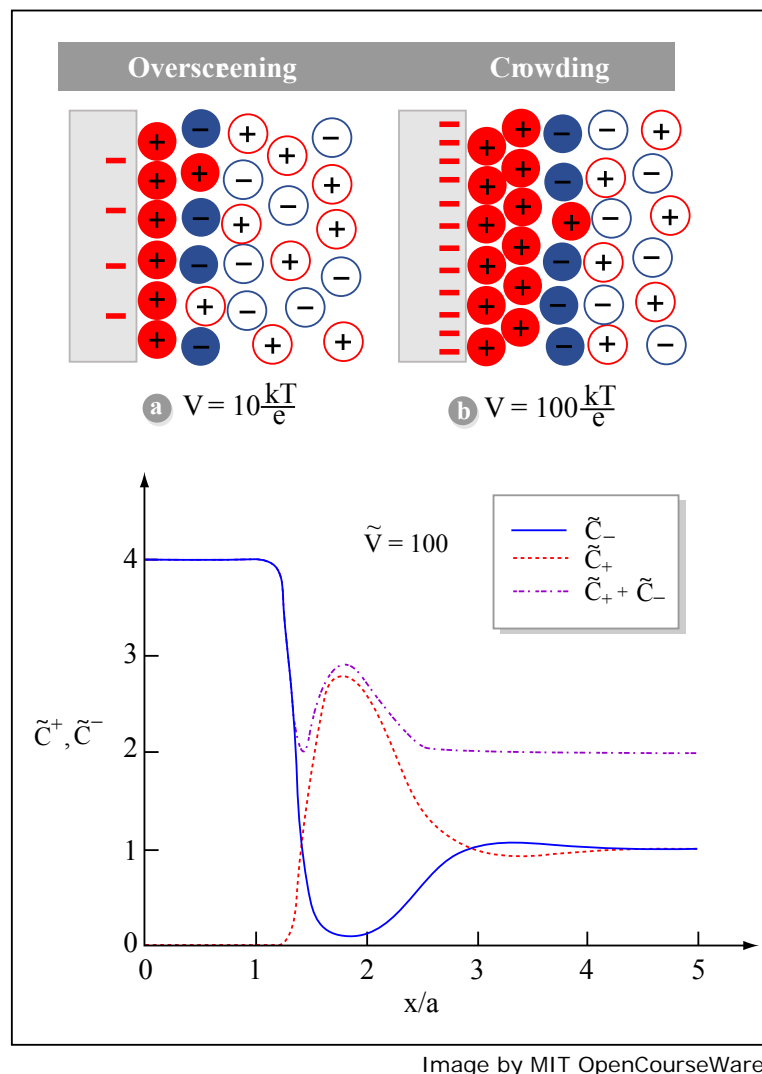 Overscreening
Crowding
a V = 10 kT/e
b V = 100 kT/e
Ṽ = 100
C̃₋
C̃₊
C̃₊ + C̃₋
C̃⁺, C̃⁻
4
3
2
1
0
0 1 2 3 4 5
x/a
Image by MIT OpenCourseWare